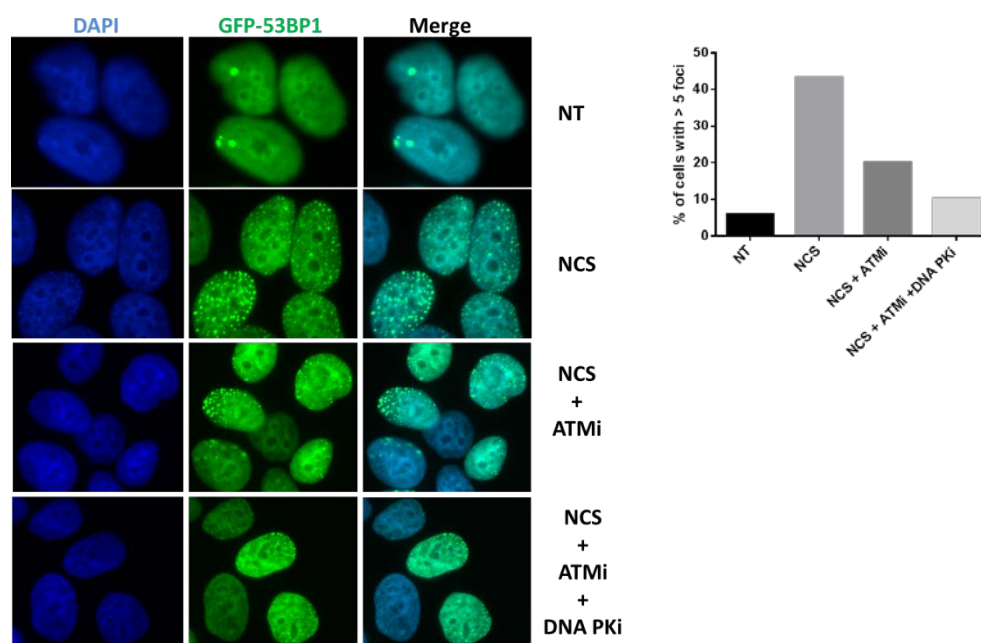 DAPI
GFP-53BP1
Merge
NT
NCS
NCS
+
ATMi
NCS
+
ATMi
+
DNA PKi
% of cells with > 5 foci
50
40
30
20
10
0
NT
NCS
NCS + ATMi
NCS + ATMi +DNA PKi